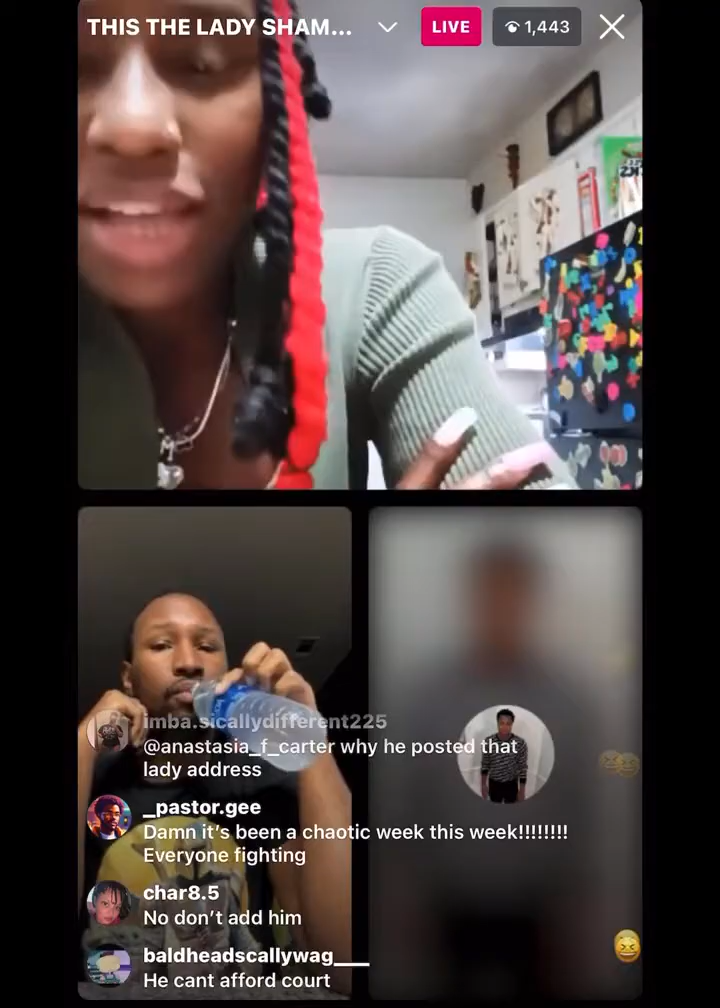 THIS THE LADY SHAM...
LIVE
1,443
imba.sicallydifferent225
@anastasia_f_carter why he posted that
lady address
_pastor.gee
Damn it’s been a chaotic week this week!!!!!!!!
Everyone fighting
char8.5
No don’t add him
baldheadscallywag___
He cant afford court